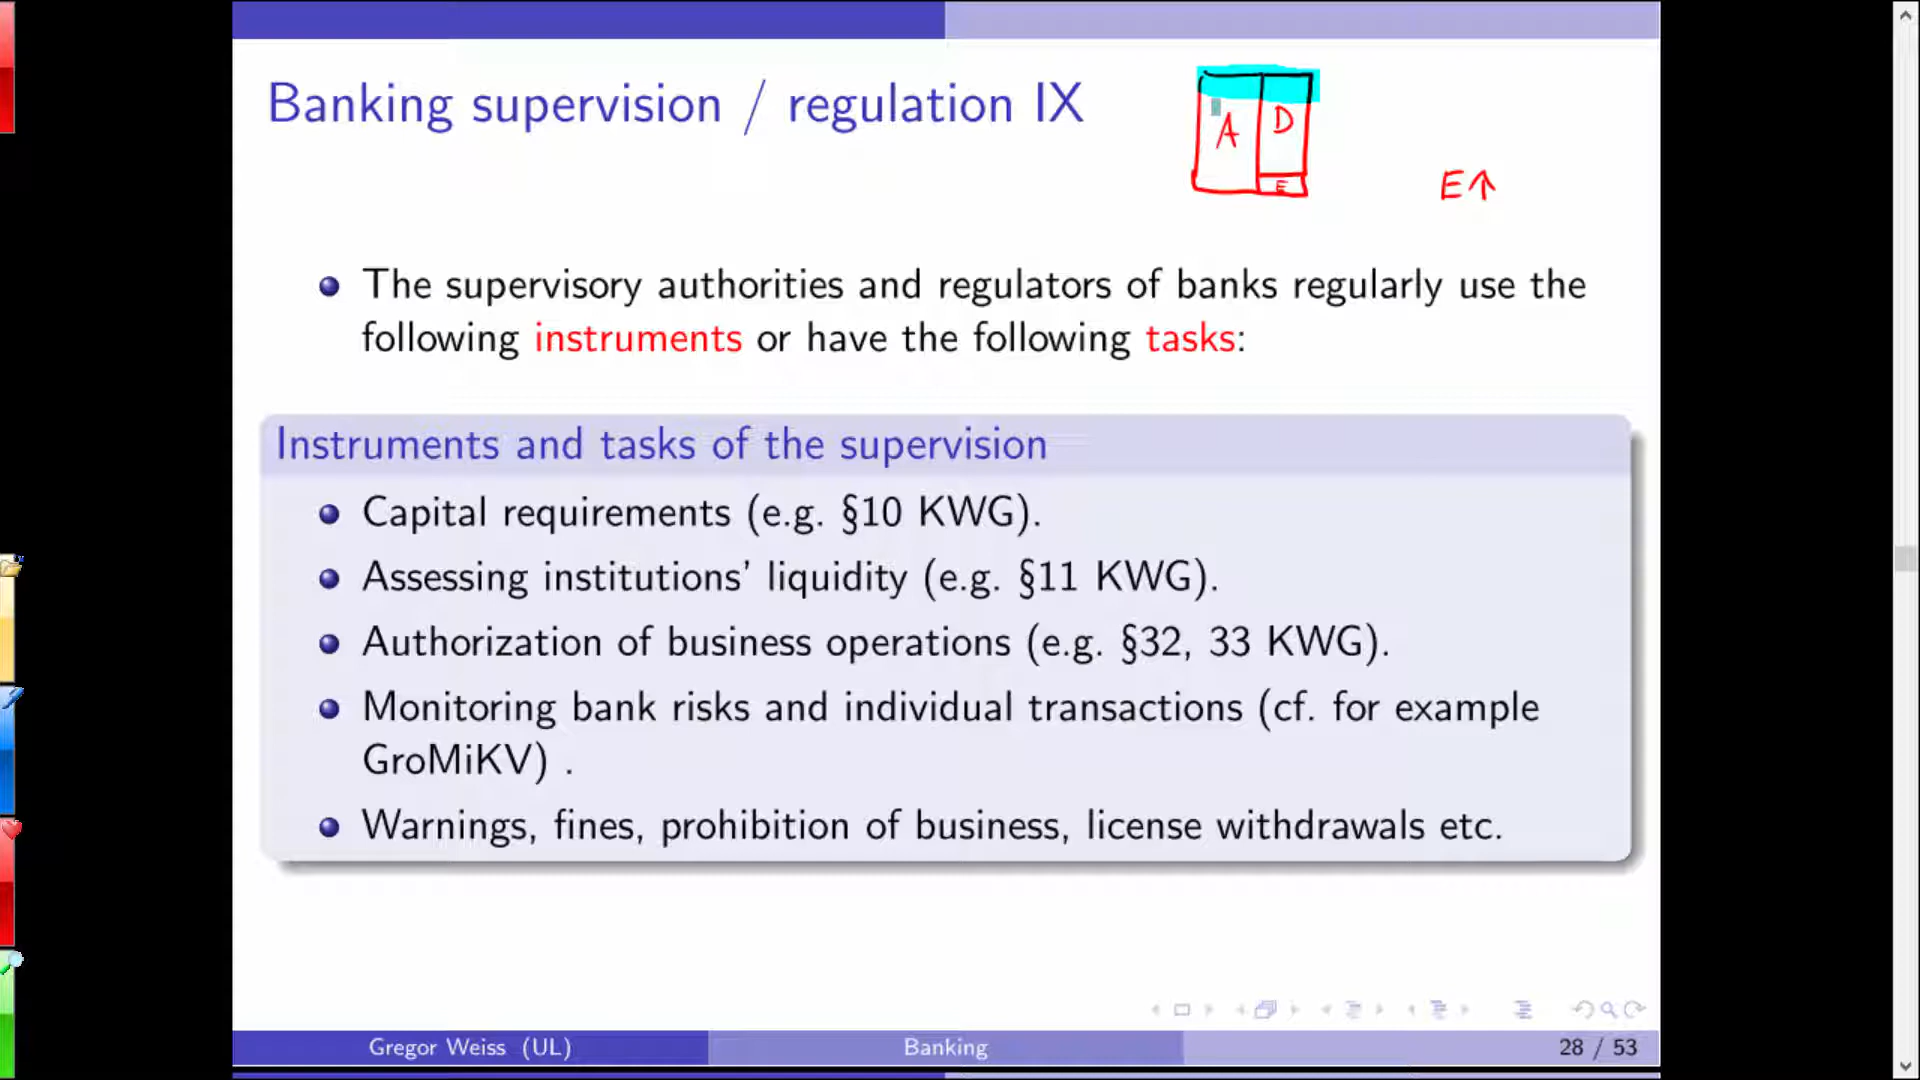 Banking supervision / regulation IX
A D
E
E↑
The supervisory authorities and regulators of banks regularly use the
following instruments or have the following tasks:
Instruments and tasks of the supervision
Capital requirements (e.g. §10 KWG).
Assessing institutions' liquidity (e.g. §11 KWG).
Authorization of business operations (e.g. §32, 33 KWG).
Monitoring bank risks and individual transactions (cf. for example
GroMiKV) .
Warnings, fines, prohibition of business, license withdrawals etc.
Gregor Weiss (UL) Banking 28 / 53